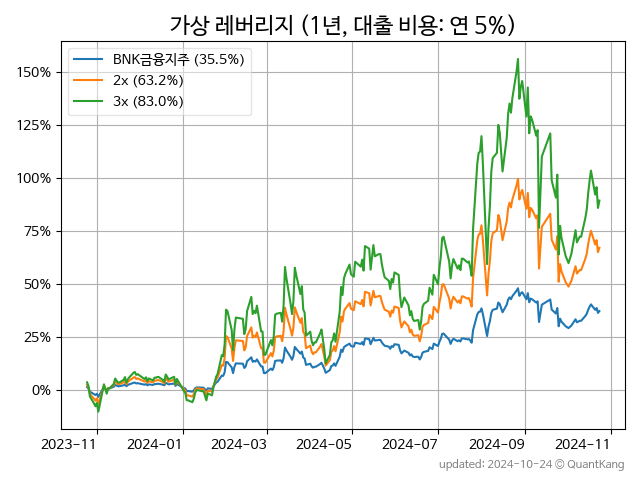 가상 레버리지 (1년, 대출 비용: 연 5%)
BNK금융지주 (35.5%)
2x (63.2%)
3x (83.0%)
150%
125%
100%
75%
50%
25%
0%
2023-11 2024-01 2024-03 2024-05 2024-07 2024-09 2024-11
updated: 2024-10-24 © QuantKang